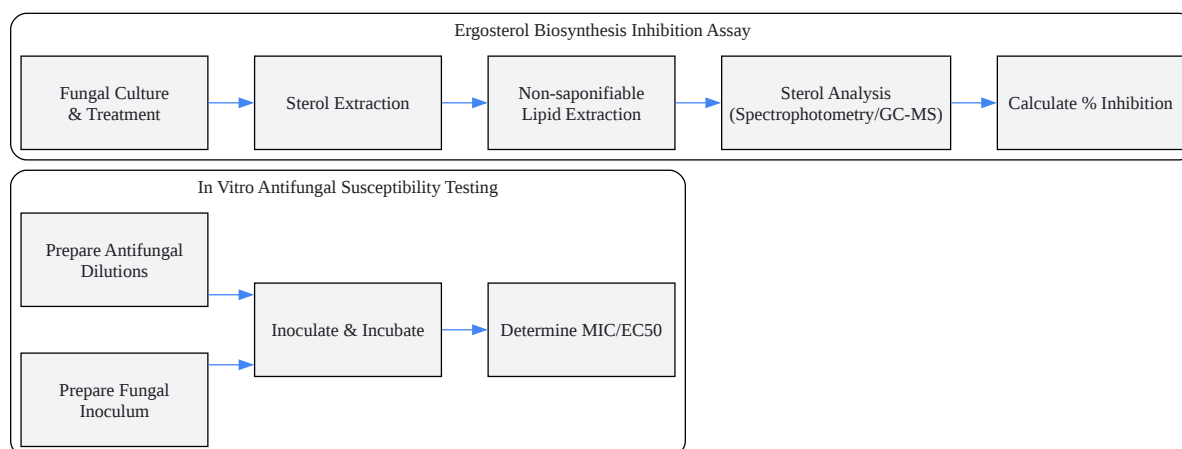 Ergosterol Biosynthesis Inhibition Assay
Fungal Culture
& Treatment
Sterol Extraction
Non-saponifiable
Lipid Extraction
Sterol Analysis
(Spectrophotometry/GC-MS)
Calculate % Inhibition
In Vitro Antifungal Susceptibility Testing
Prepare Antifungal
Dilutions
Prepare Fungal
Inoculum
Inoculate & Incubate
Determine MIC/EC50